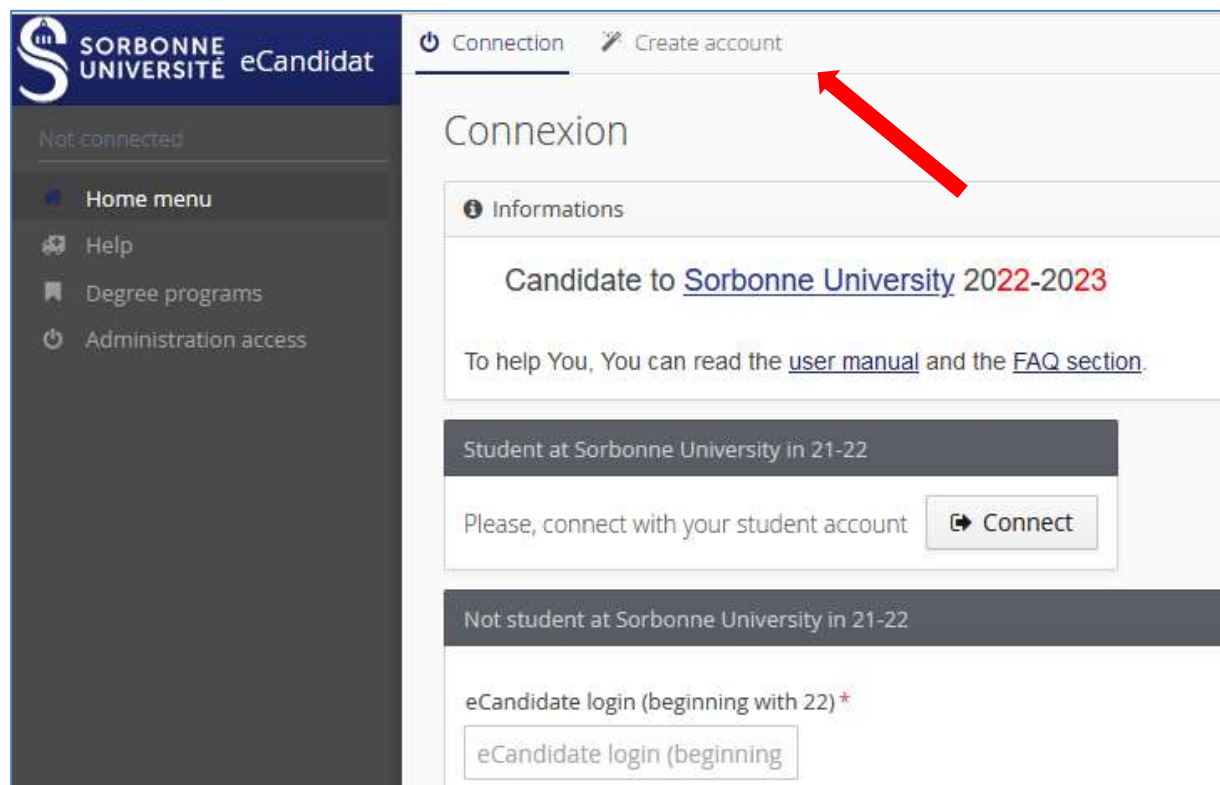 SORBONNE
UNIVERSITÉ
eCandidat
Not connected
Home menu
Help
Degree programs
Administration access
Connection
Create account
Connexion
Informations
Candidate to Sorbonne University 2022-2023
To help You, You can read the user manual and the FAQ section.
Student at Sorbonne University in 21-22
Please, connect with your student account
Connect
Not student at Sorbonne University in 21-22
eCandidate login (beginning with 22) *
eCandidate login (beginning